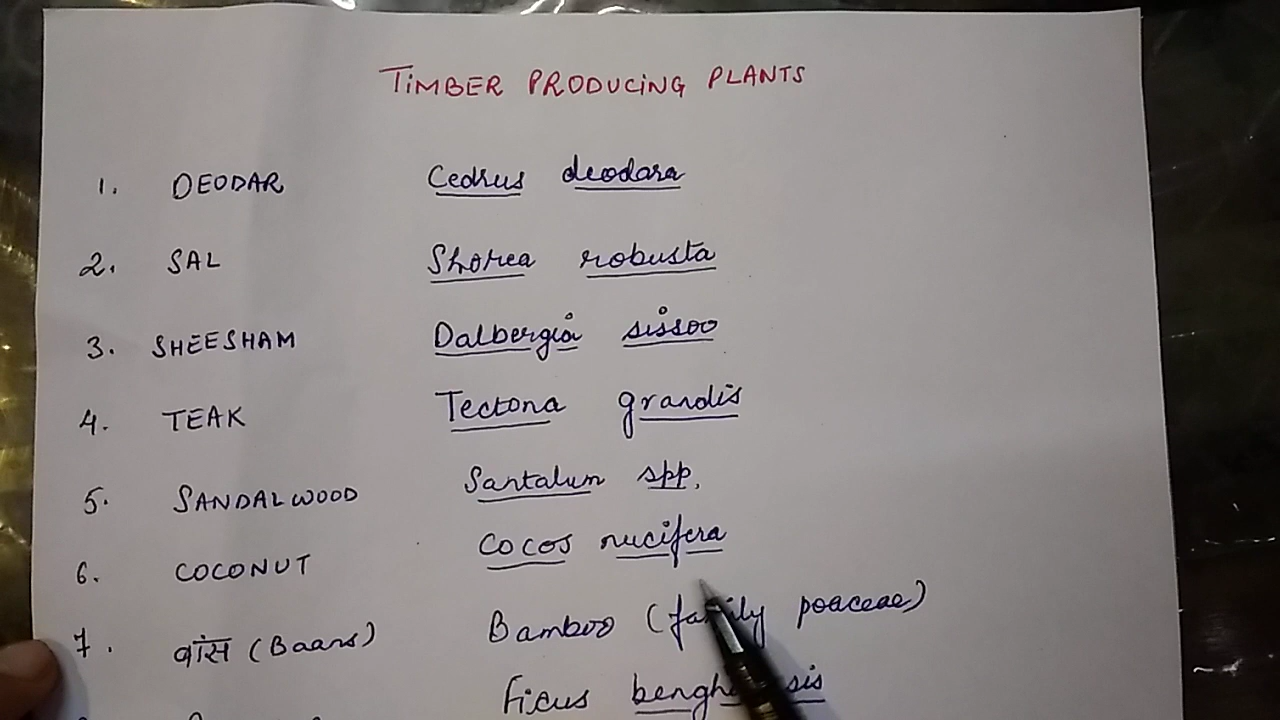 TIMBER PRODUCING PLANTS
1. DEODAR Cedrus deodara
2. SAL Shorea robusta
3. SHEESHAM Dalbergia sissoo
4. TEAK Tectona grandis
5. SANDALWOOD Santalum spp.
6. COCONUT Cocos nucifera
7. बांस (Baans) Bamboo (family poaceae)
Ficus